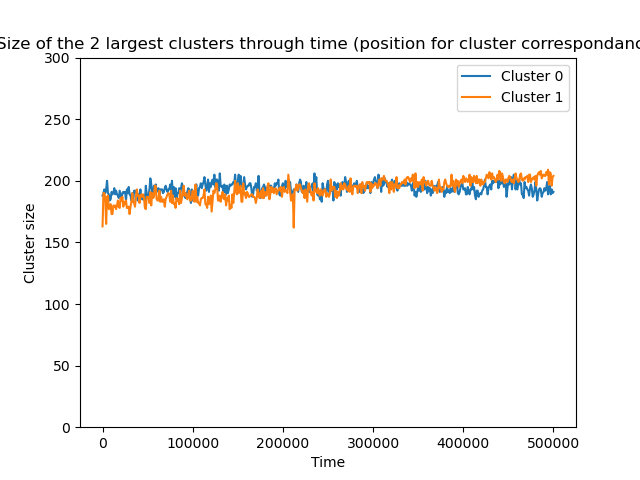 Size of the 2 largest clusters through time (position for cluster correspondanc
300
250
200
150
100
50
0
Cluster size
Cluster 0
Cluster 1
0
100000
200000
300000
400000
500000
Time